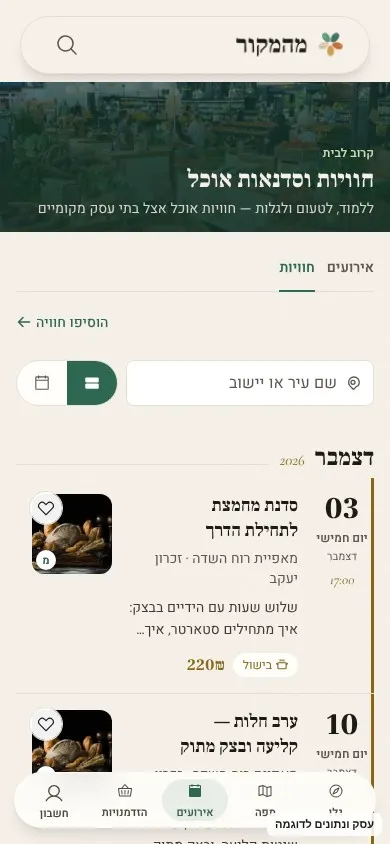 מהמקור
קרוב לבית
חוויות וסדנאות אוכל
ללמוד, לטעום ולגלות — חוויות אוכל אצל בתי עסק מקומיים
אירועים
חוויות
הוסיפו חוויה ←
שם עיר או יישוב
דצמבר 2026
03
יום חמישי
דצמבר
17:00
סדנת מחמצת
לתחילת הדרך
מאפיית רוח השדה · זכרון
יעקב
שלוש שעות עם הידיים בבצק:
איך מתחילים סטארטר, איך...
בישול
220₪
מ
10
יום חמישי
ערב חלות —
קליעה ובצק מתוק
גלו
מפה
אירועים
הזדמנויות
חשבון
עסק ונתונים לדוגמה